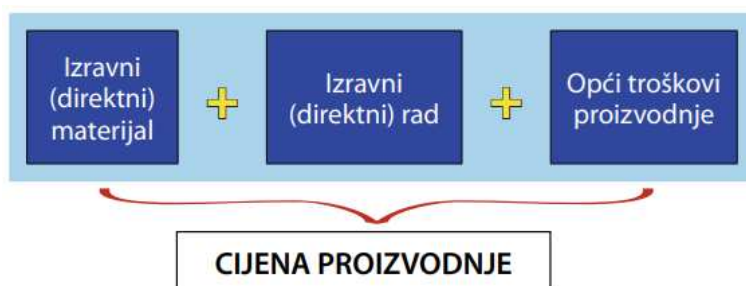 Izravni
(direktni)
materijal
+
Izravni
(direktni) rad
+
Opći troškovi
proizvodnje
CIJENA PROIZVODNJE